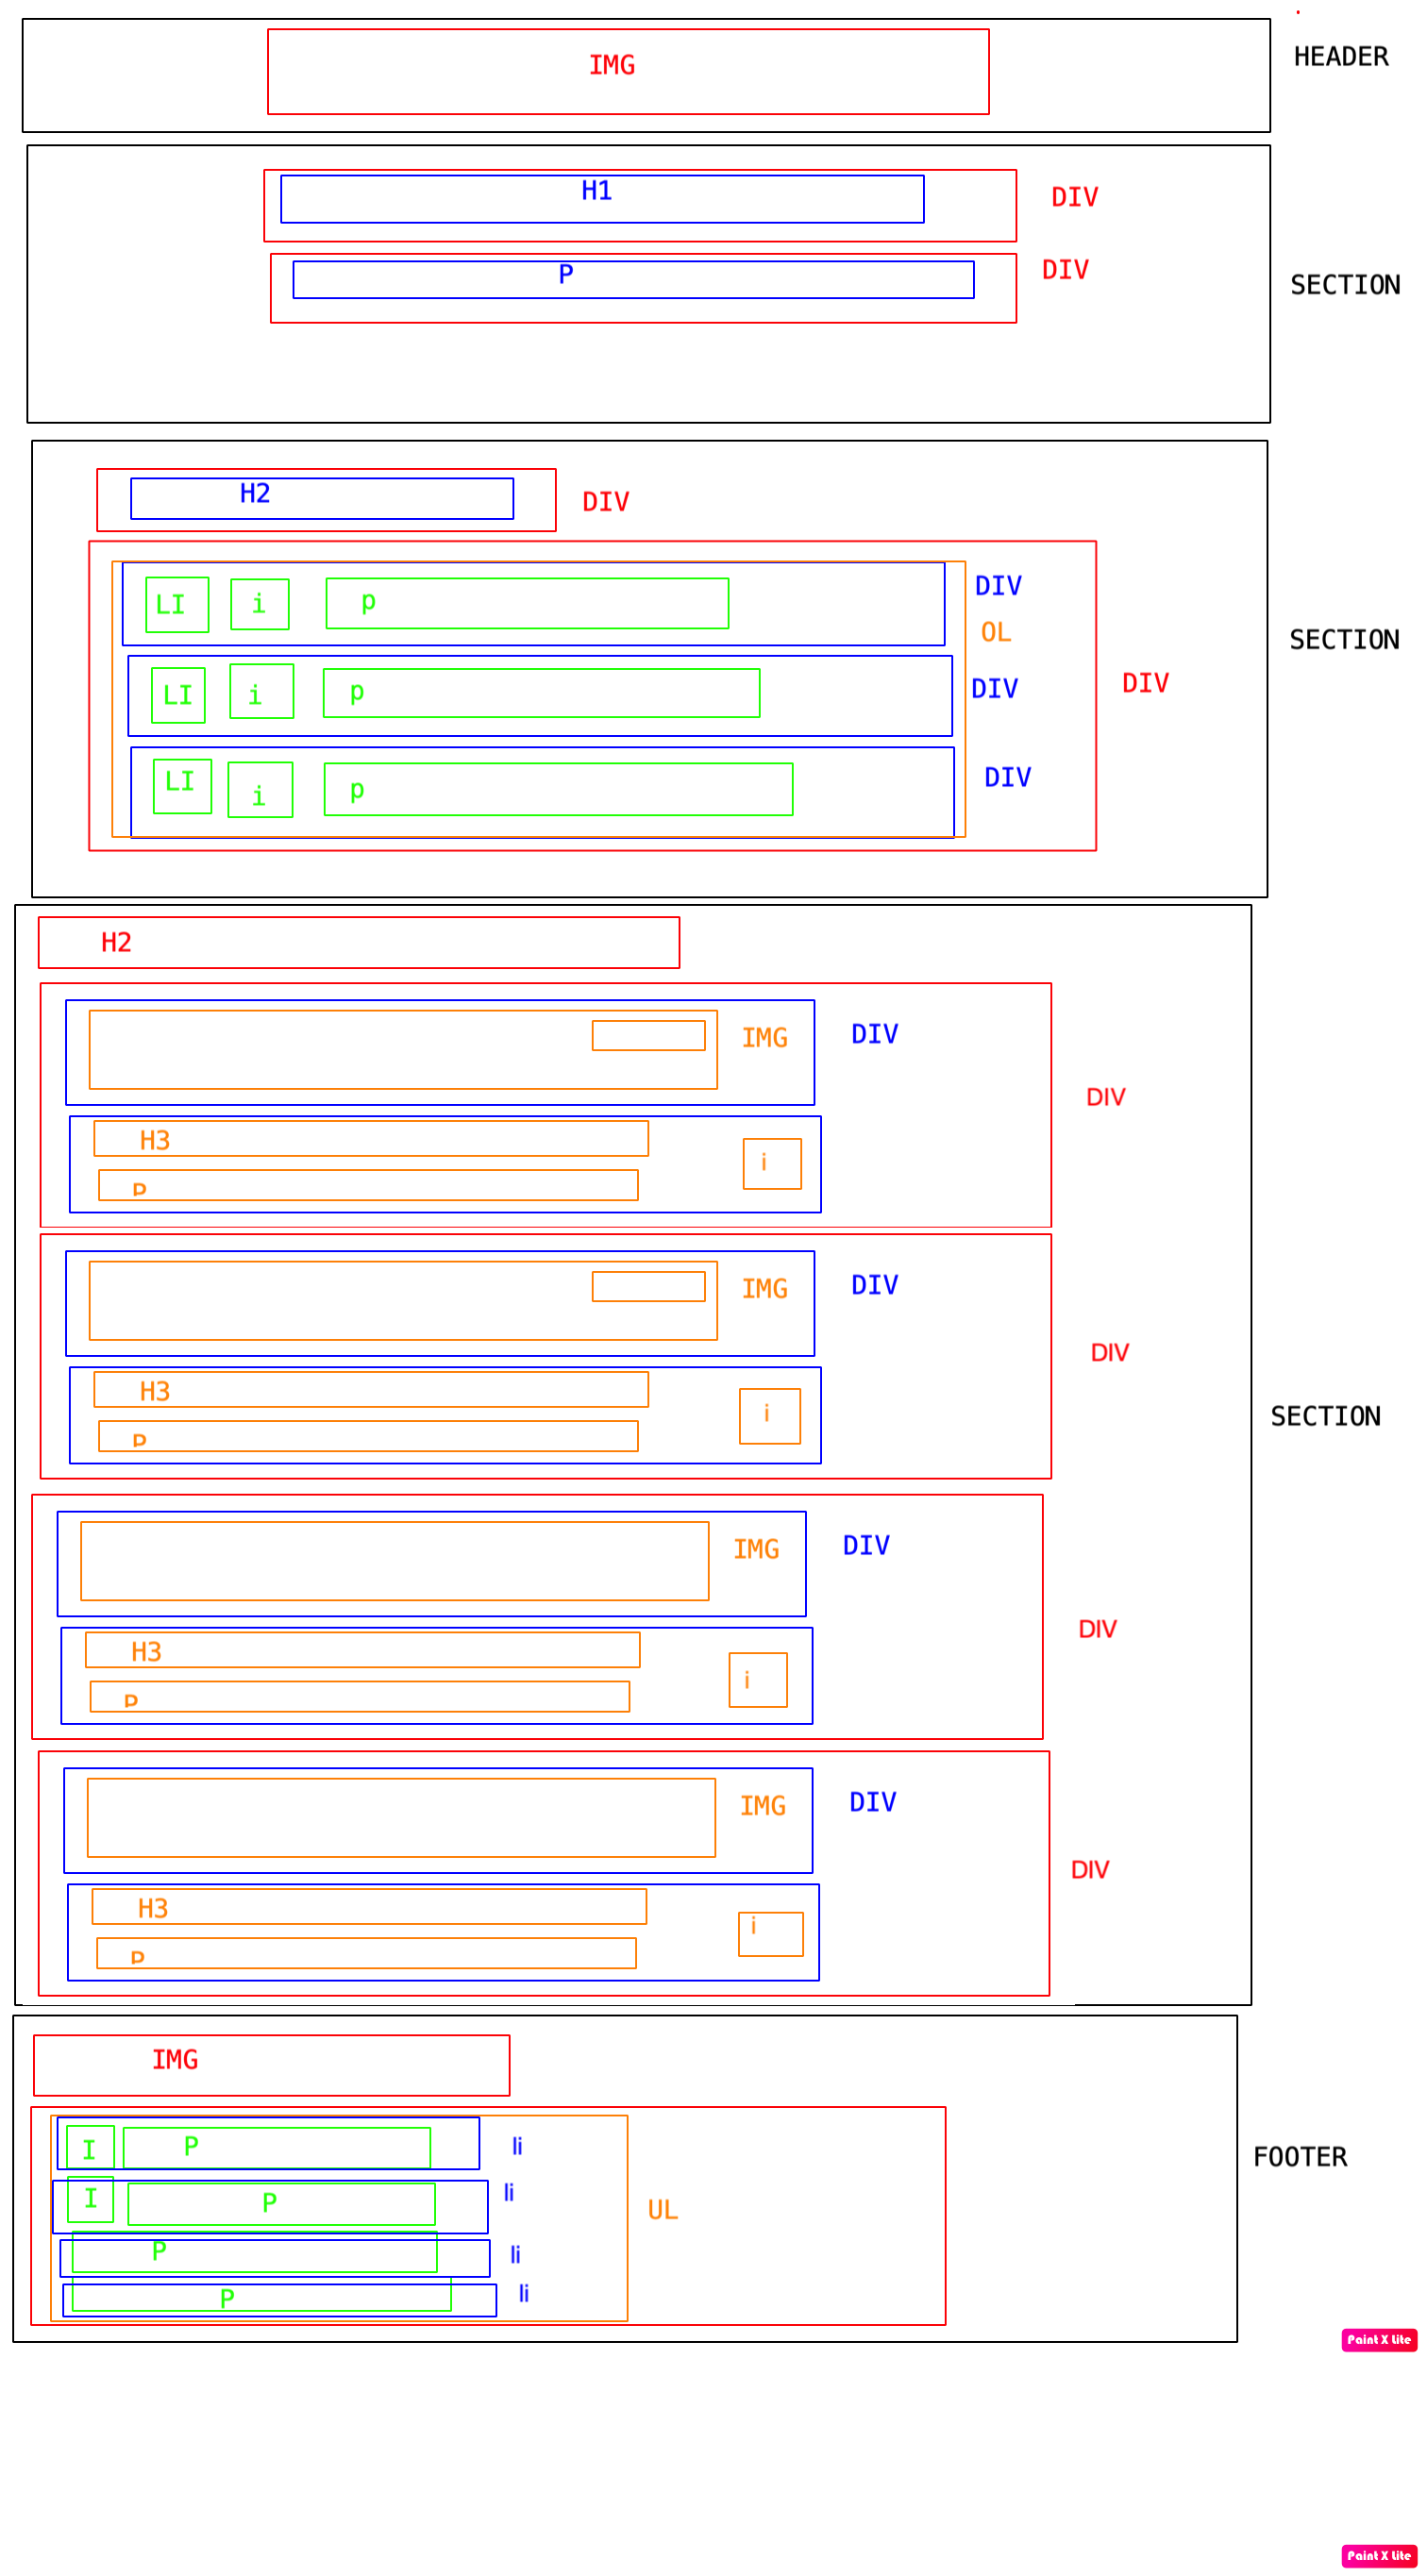 IMG
HEADER
H1
DIV
P
DIV
SECTION
H2
DIV
LI i p
DIV
OL
LI i p
DIV
DIV
LI i p
DIV
SECTION
H2
IMG
DIV
DIV
H3
i
P
IMG
DIV
DIV
H3
i
P
SECTION
IMG
DIV
DIV
H3
i
P
IMG
DIV
DIV
H3
i
P
IMG
I P li
I P li
UL
FOOTER
P li
P li
Paint X Lite
Paint X Lite